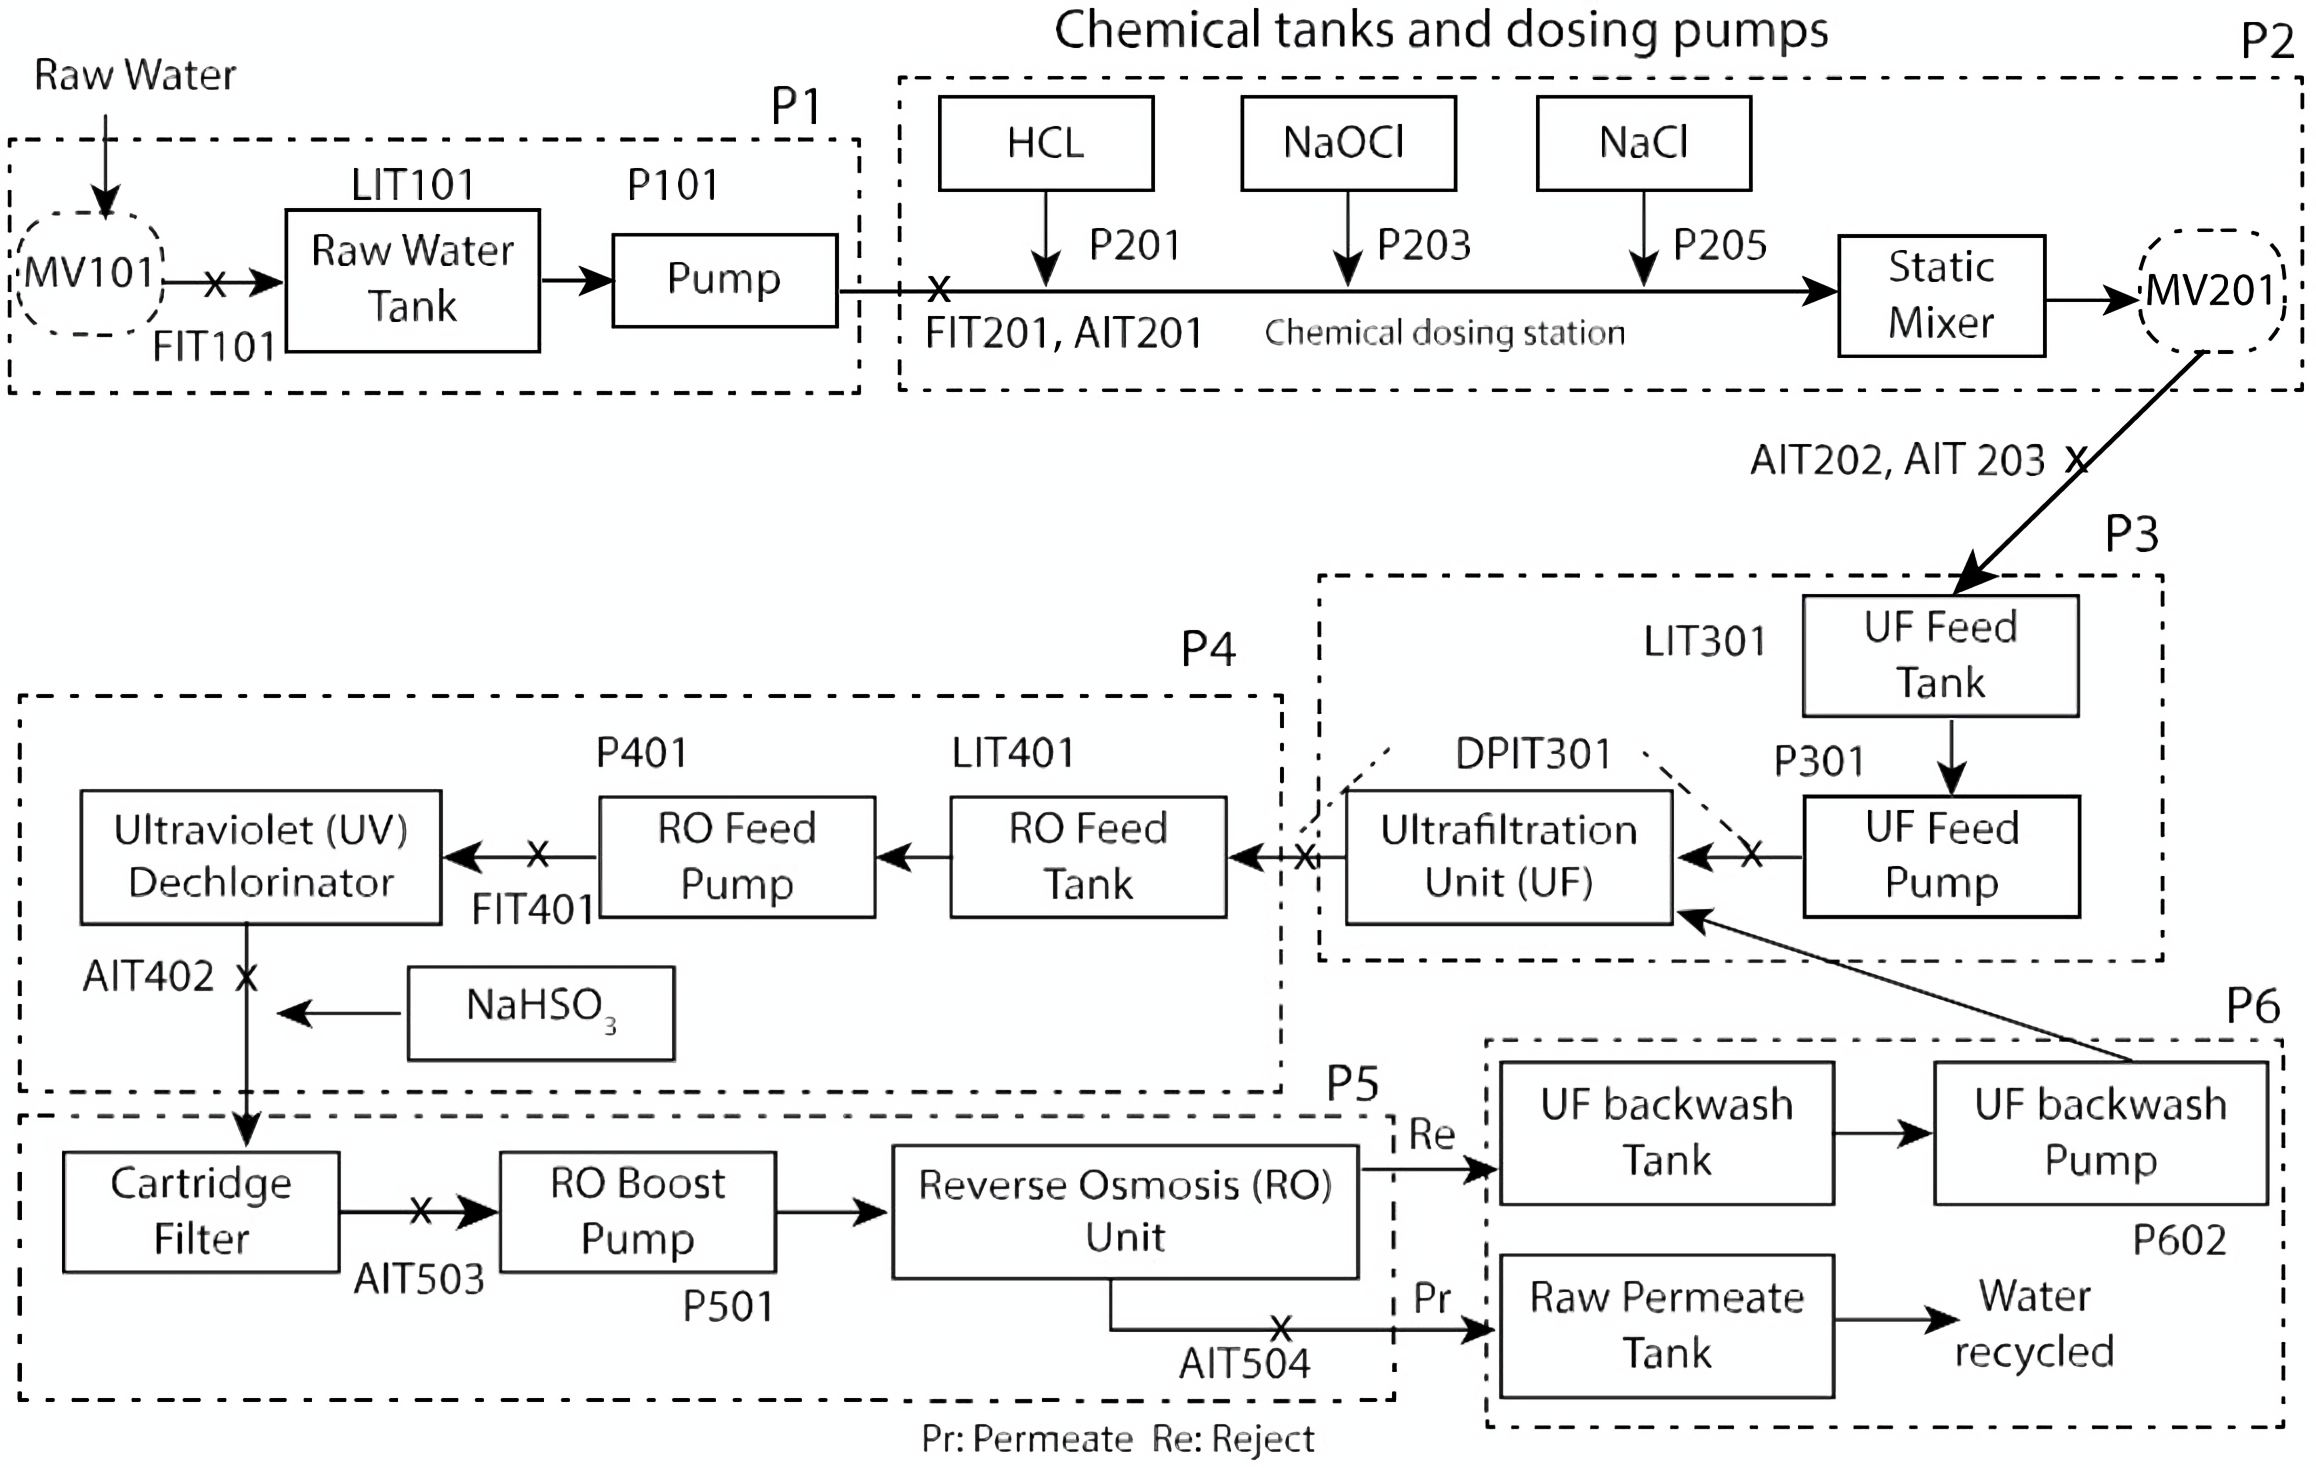 Chemical tanks and dosing pumps
P2
Raw Water
P1
HCL
NaOCl
NaCl
LIT101
P101
MV101
Raw Water
Tank
Pump
FIT101
P201
P203
P205
Static
Mixer
MV201
FIT201, AIT201
Chemical dosing station
AIT202, AIT 203
P3
UF Feed
Tank
LIT301
P301
UF Feed
Pump
DPIT301
Ultrafiltration
Unit (UF)
P4
LIT401
RO Feed
Tank
P401
RO Feed
Pump
FIT401
Ultraviolet (UV)
Dechlorinator
AIT402
NaHSO3
P5
Cartridge
Filter
AIT503
RO Boost
Pump
P501
Reverse Osmosis (RO)
Unit
AIT504
Re
Pr
P6
UF backwash
Tank
UF backwash
Pump
P602
Raw Permeate
Tank
Water
recycled
Pr: Permeate Re: Reject